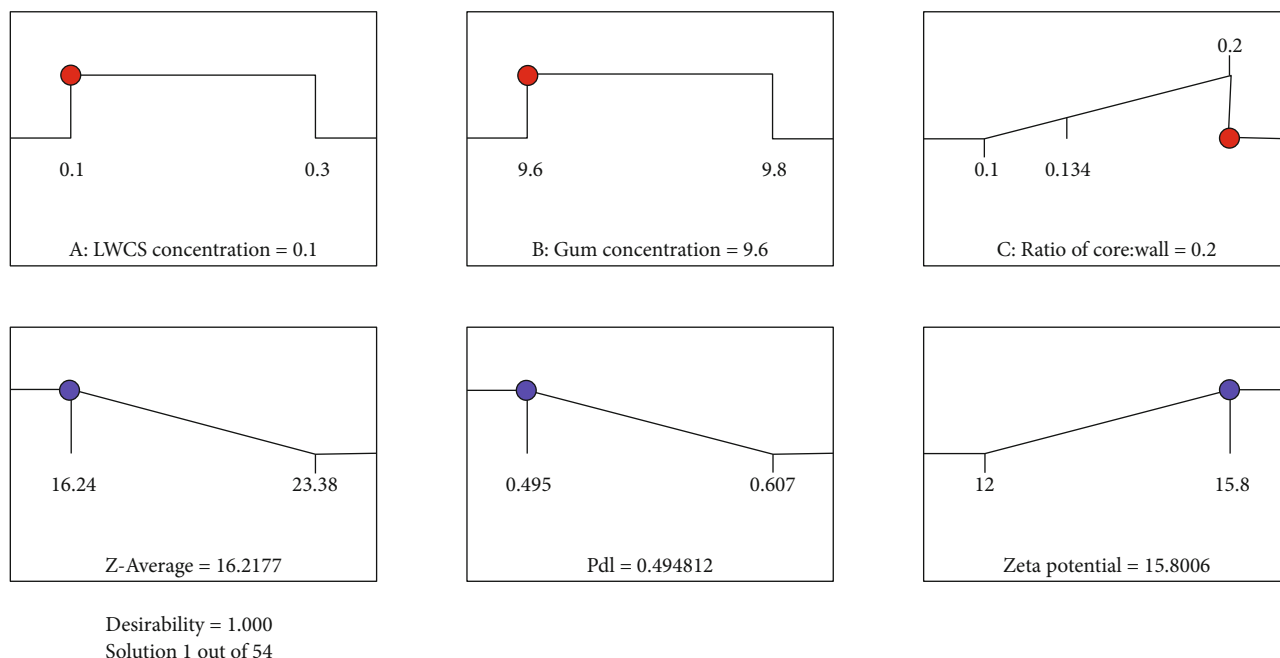 0.1
0.3
A: LWCS concentration = 0.1
9.6
9.8
B: Gum concentration = 9.6
0.2
0.1
0.134
C: Ratio of core:wall = 0.2
16.24
23.38
Z-Average = 16.2177
0.495
0.607
Pdl = 0.494812
12
15.8
Zeta potential = 15.8006
Desirability = 1.000
Solution 1 out of 54